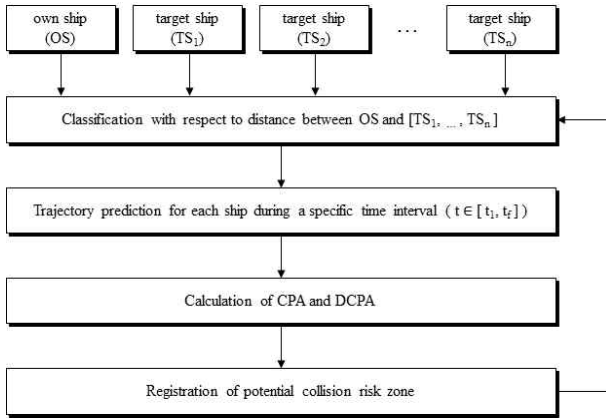 own ship
(OS)
target ship
(TS₁)
target ship
(TS₂)
...
target ship
(TSₙ)
Classification with respect to distance between OS and [TS₁, ... , TSₙ]
Trajectory prediction for each ship during a specific time interval ( t ∈ [ t₁, t_f] )
Calculation of CPA and DCPA
Registration of potential collision risk zone